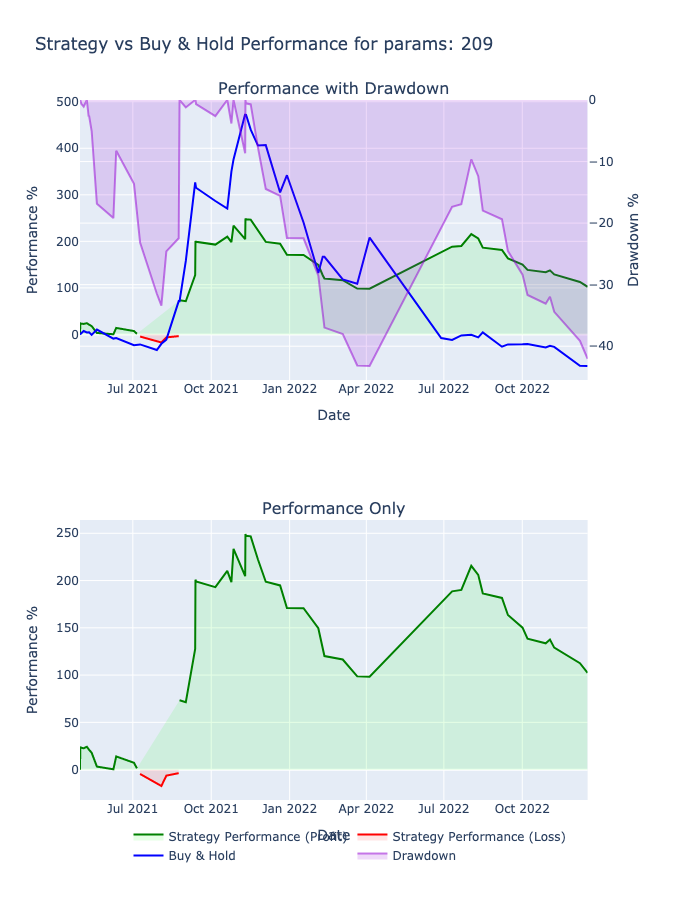 Strategy vs Buy & Hold Performance for params: 209
Performance with Drawdown
500
400
300
200
100
0
Performance %
0
−10
−20
−30
−40
Drawdown %
Jul 2021
Oct 2021
Jan 2022
Apr 2022
Jul 2022
Oct 2022
Date
Performance Only
250
200
150
100
50
0
Performance %
Jul 2021
Oct 2021
Jan 2022
Apr 2022
Jul 2022
Oct 2022
Date
Strategy Performance (Profit)
Strategy Performance (Loss)
Buy & Hold
Drawdown